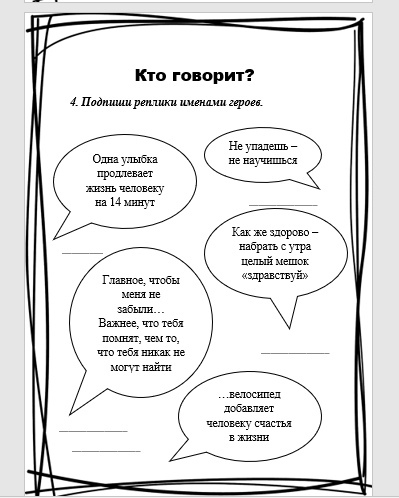 Кто говорит?
4. Подпиши реплики именами героев.
Одна улыбка
продлевает
жизнь человеку
на 14 минут
Не упадешь –
не научишься
Как же здорово –
набрать с утра
целый мешок
«здравствуй»
Главное, чтобы
меня не
забыли…
Важнее, что тебя
помнят, чем то,
что тебя никак не
могут найти
…велосипед
добавляет
человеку счастья
в жизни